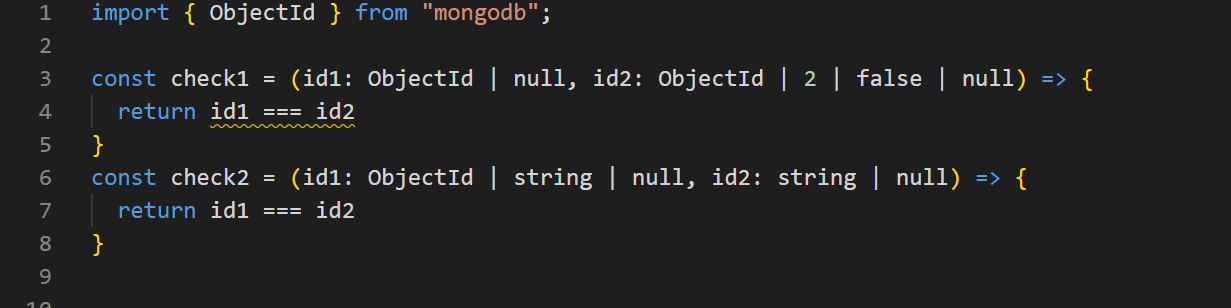 1 import { ObjectId } from "mongodb";
2
3 const check1 = (id1: ObjectId | null, id2: ObjectId | 2 | false | null) => {
4 return id1 === id2
5 }
6 const check2 = (id1: ObjectId | string | null, id2: string | null) => {
7 return id1 === id2
8 }
9
10